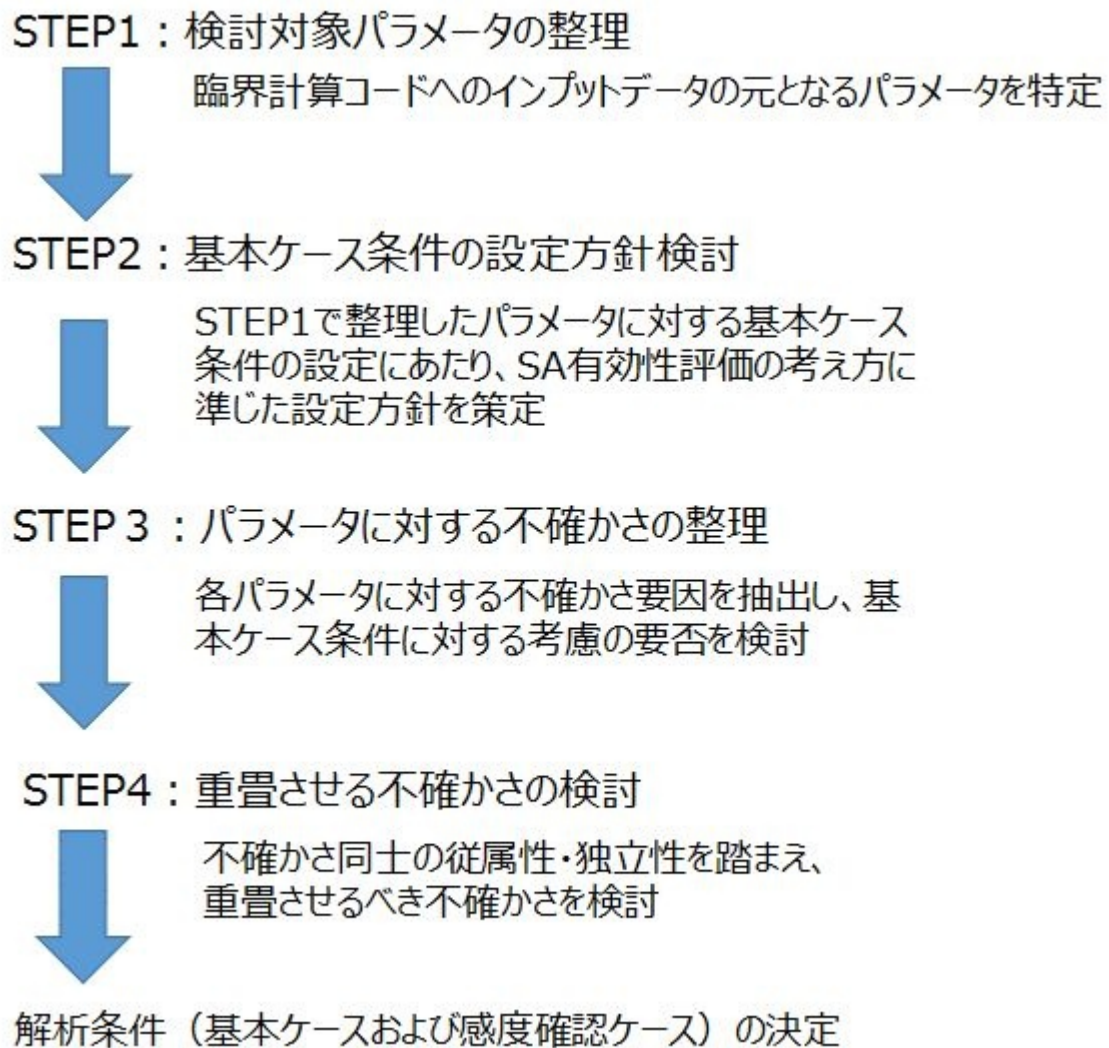 STEP1：検討対象パラメータの整理
臨界計算コードへのインプットデータの元となるパラメータを特定
STEP2：基本ケース条件の設定方針検討
STEP1で整理したパラメータに対する基本ケース
条件の設定にあたり、SA有効性評価の考え方に
準じた設定方針を策定
STEP３：パラメータに対する不確かさの整理
各パラメータに対する不確かさ要因を抽出し、基
本ケース条件に対する考慮の要否を検討
STEP4：重畳させる不確かさの検討
不確かさ同士の従属性・独立性を踏まえ、
重畳させるべき不確かさを検討
解析条件（基本ケースおよび感度確認ケース）の決定